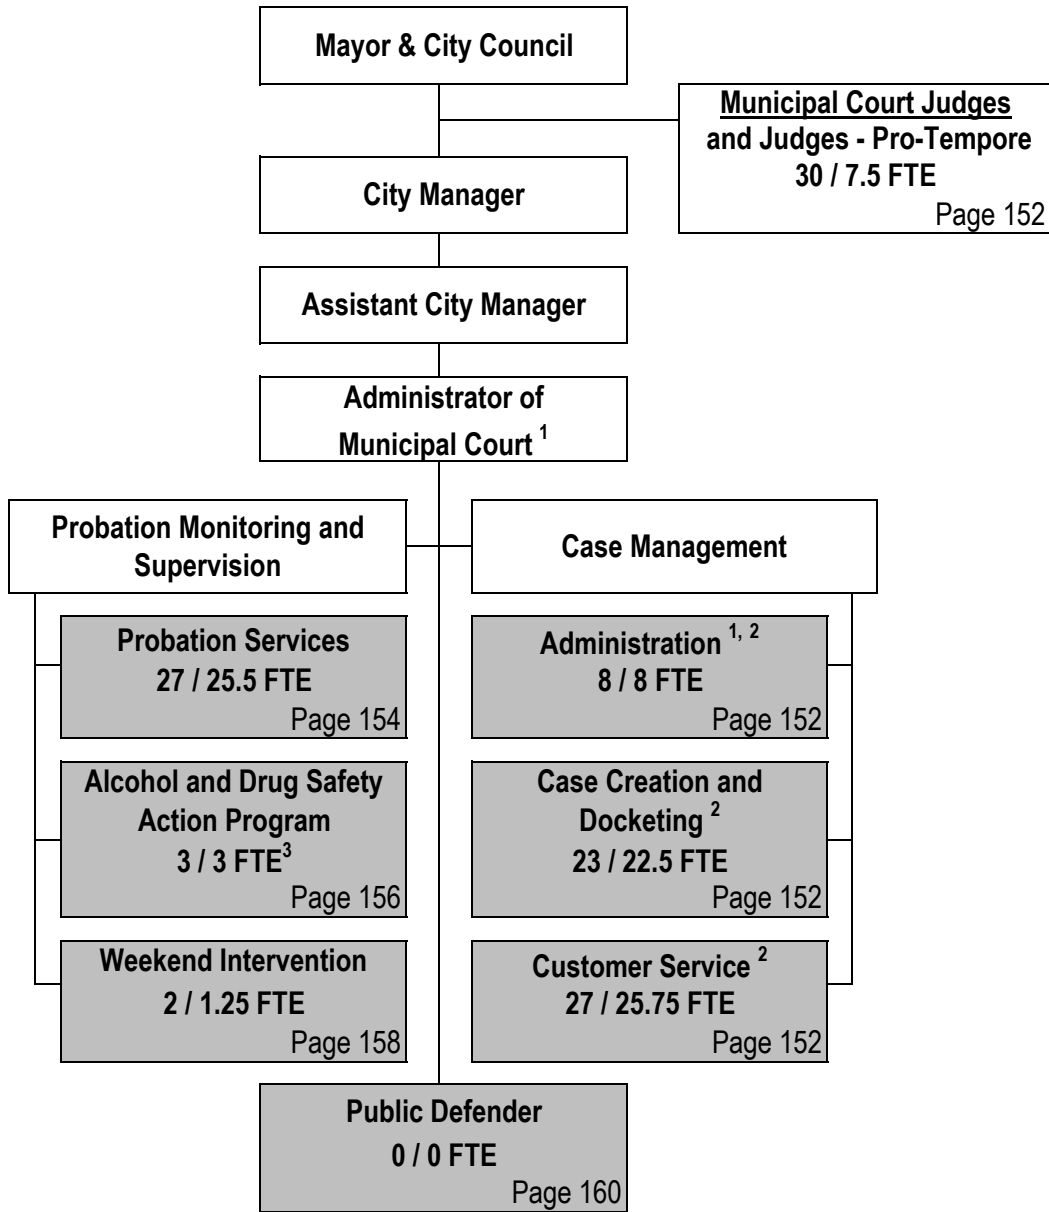 Mayor & City Council
Municipal Court Judges
and Judges - Pro-Tempore
30 / 7.5 FTE
Page 152
City Manager
Assistant City Manager
Administrator of
Municipal Court 1
Probation Monitoring and
Supervision
Case Management
Probation Services
27 / 25.5 FTE
Page 154
Administration 1, 2
8 / 8 FTE
Page 152
Alcohol and Drug Safety
Action Program
3 / 3 FTE3
Page 156
Case Creation and
Docketing 2
23 / 22.5 FTE
Page 152
Weekend Intervention
2 / 1.25 FTE
Page 158
Customer Service 2
27 / 25.75 FTE
Page 152
Public Defender
0 / 0 FTE
Page 160